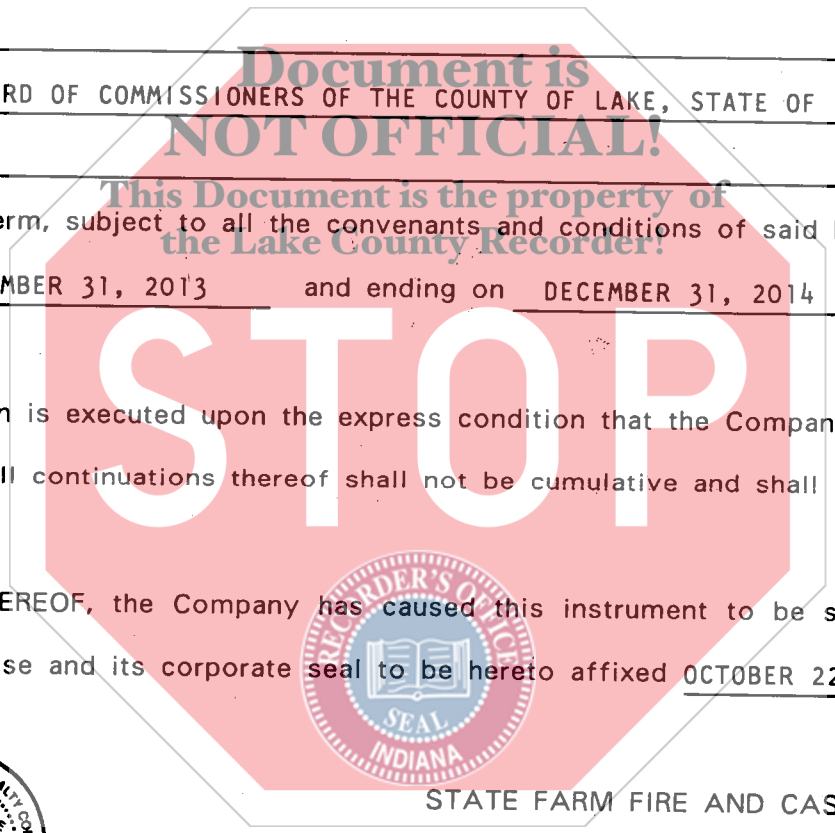 Document is
RD OF COMMISSIONERS OF THE COUNTY OF LAKE, STATE OF
NOT OFFICIAL!
This Document is the property of
erm, subject to all the convenants and conditions of said
the Lake County Recorder!
MBER 31, 2013 and ending on DECEMBER 31, 2014
STOP
n is executed upon the express condition that the Compan
ll continuations thereof shall not be cumulative and shall
RECORDER'S OFFICE
EREOF, the Company has caused this instrument to be s
se and its corporate seal to be hereto affixed OCTOBER 22
SEAL
INDIANA
STATE FARM FIRE AND CAS